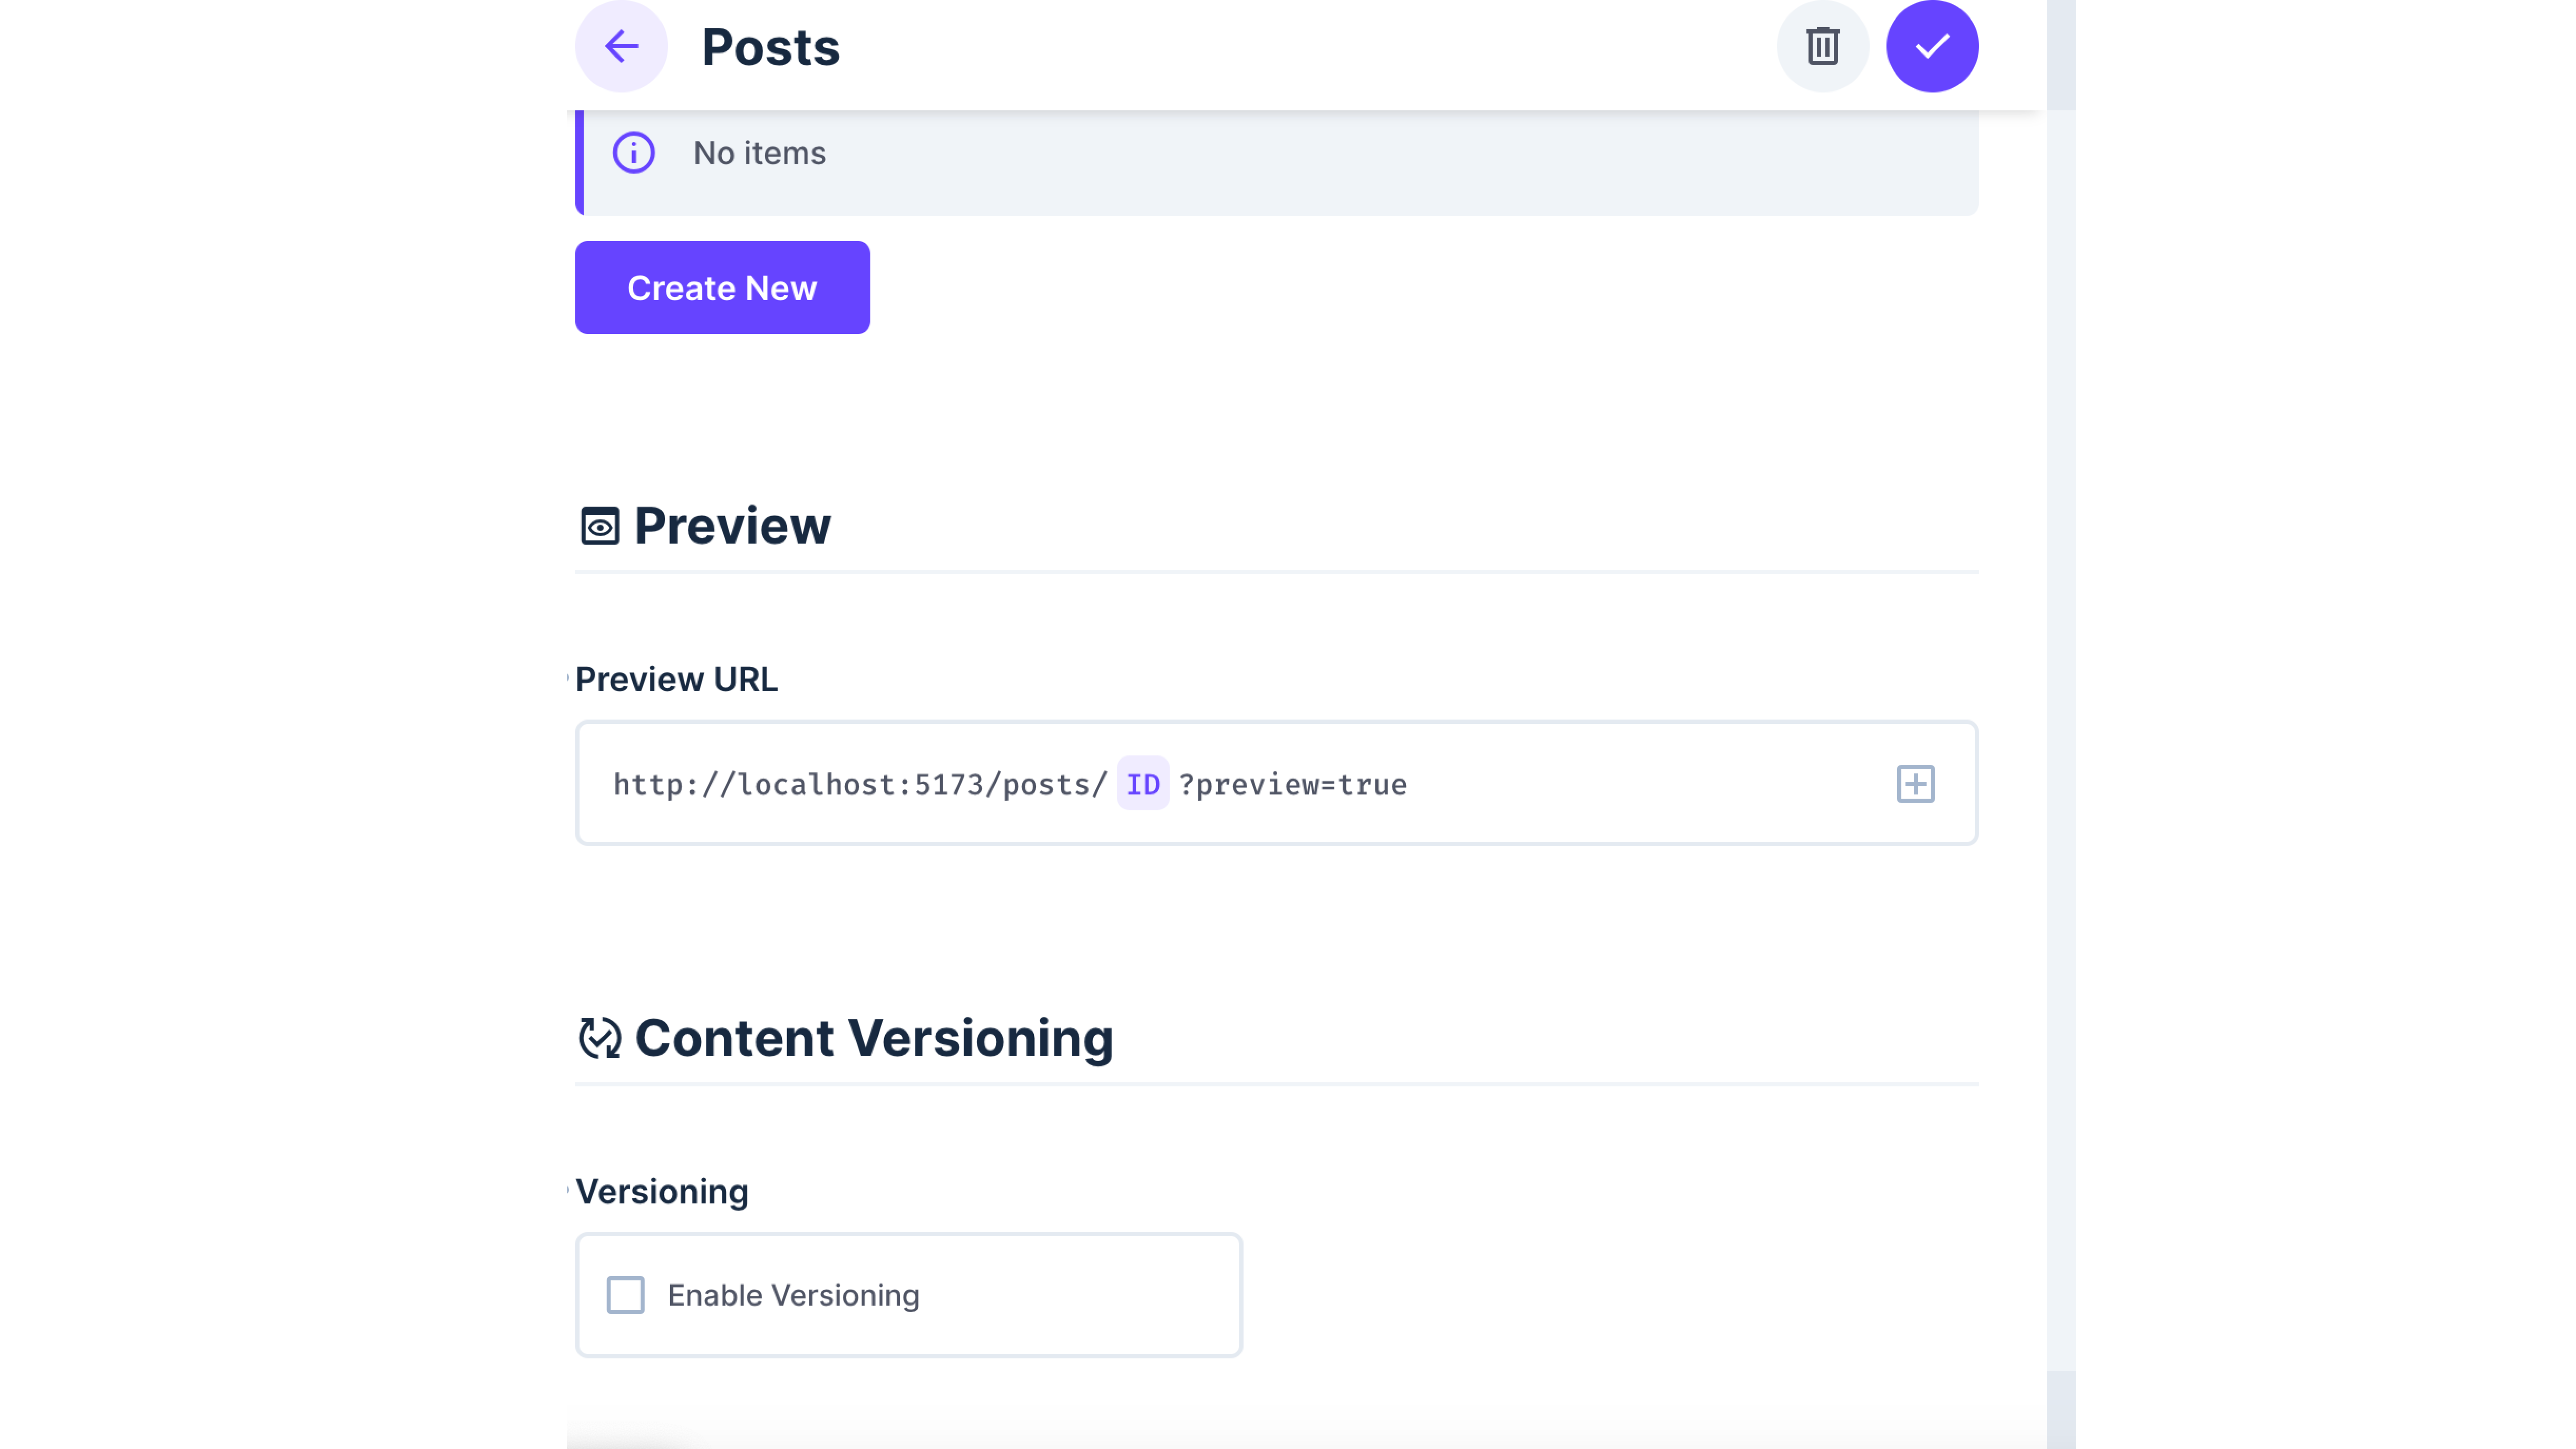 Posts
No items
Create New
Preview
Preview URL
http://localhost:5173/posts/ ID ?preview=true
Content Versioning
Versioning
Enable Versioning